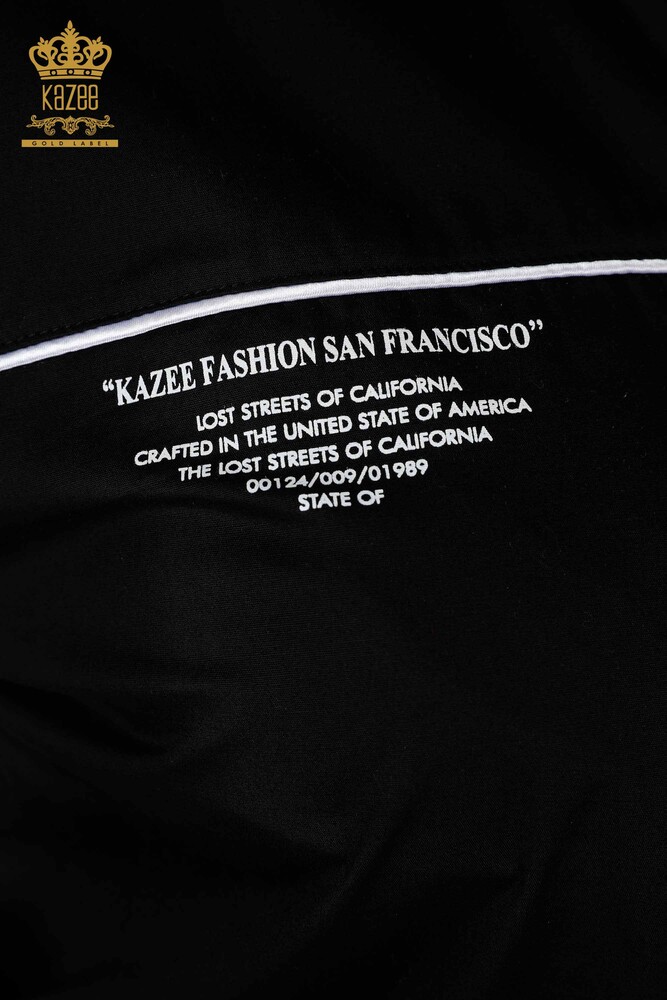 KAZEE
GOLD LABEL
“KAZEE FASHION SAN FRANCISCO”
LOST STREETS OF CALIFORNIA
CRAFTED IN THE UNITED STATE OF AMERICA
THE LOST STREETS OF CALIFORNIA
00124/009/01989
STATE OF